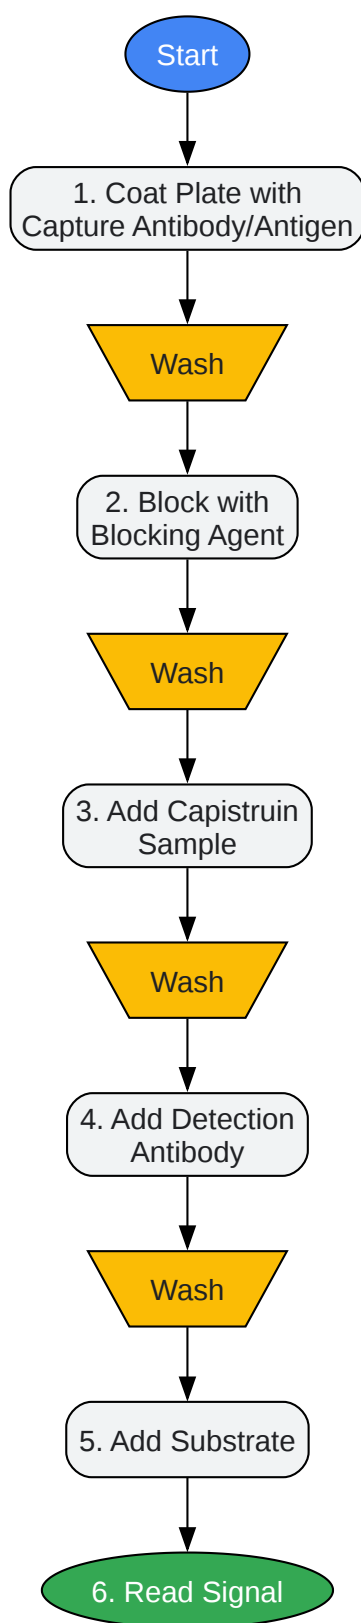 Start
1. Coat Plate with
Capture Antibody/Antigen
Wash
2. Block with
Blocking Agent
Wash
3. Add Capistruin
Sample
Wash
4. Add Detection
Antibody
Wash
5. Add Substrate
6. Read Signal